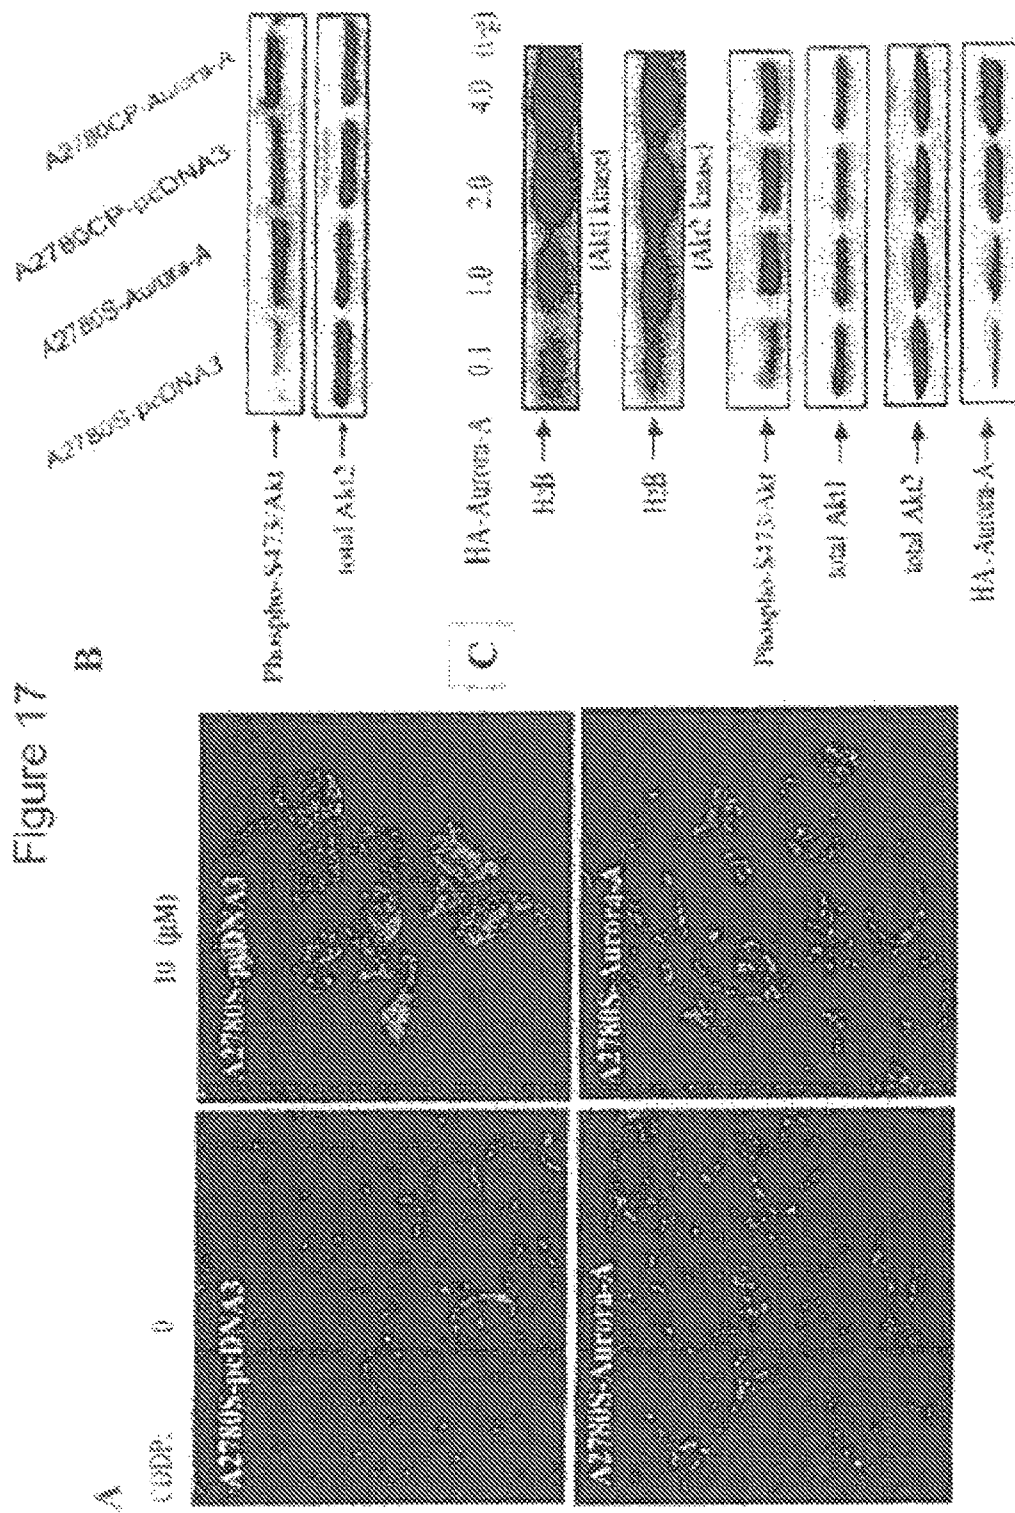 Figure 17
A
CDDP: 0 10 (µM)
A2780S-pcDNA3
A2780S-pcDNA3
A2780S-Aurora-A
A2780S-Aurora-A
B
A2780S-pcDNA3
A2780S-Aurora-A
A2780CP-pcDNA3
A2780CP-Aurora-A
Phospho-S473/Akt
total Akt2
C
HA-Aurora-A 0.1 1.0 2.0 4.0
H2B
[Akt1 kinase]
H2B
[Akt2 kinase]
Phospho-S473/Akt
total Akt1
total Akt2
HA-Aurora-A